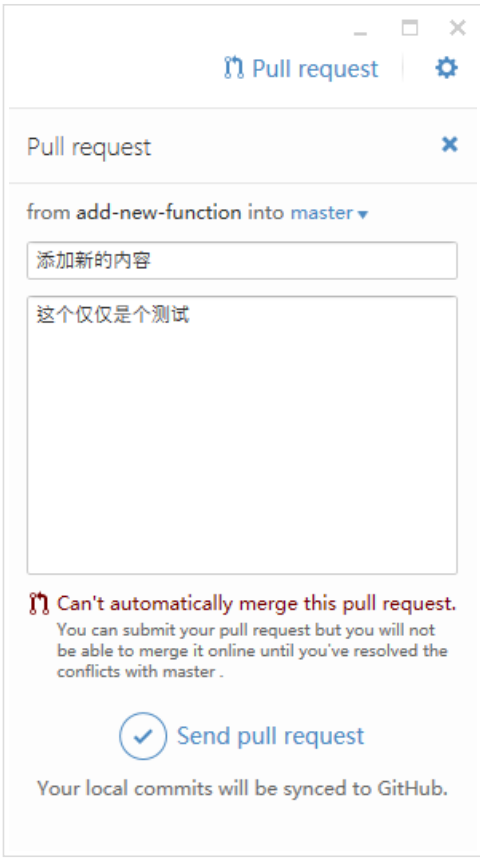 Pull request
Pull request
from add-new-function into master
添加新的内容
这个仅仅是个测试
Can't automatically merge this pull request.
You can submit your pull request but you will not
be able to merge it online until you've resolved the
conflicts with master .
Send pull request
Your local commits will be synced to GitHub.